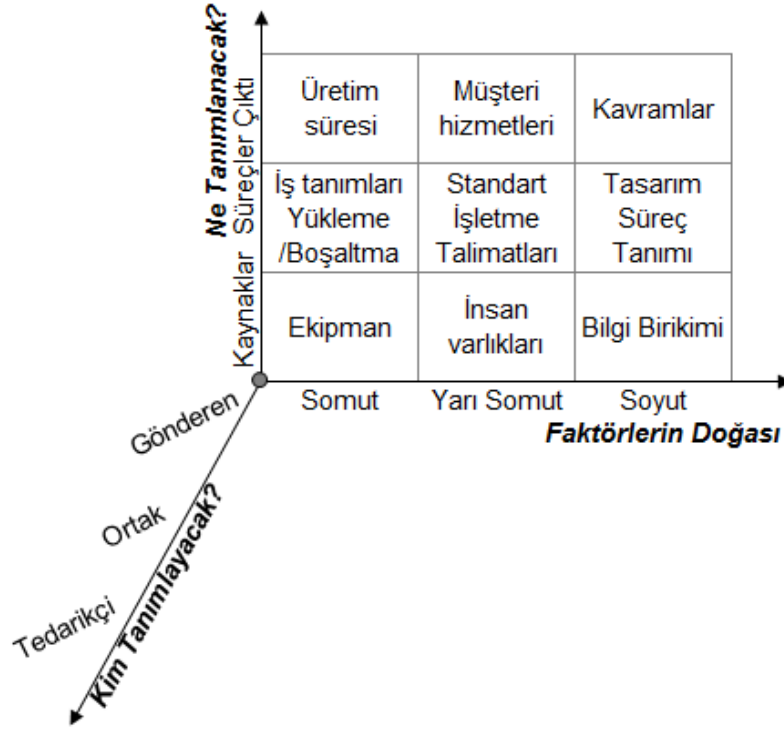 Ne Tanımlanacak?
Kaynaklar Süreçler Çıktı
Üretim
süresi
Müşteri
hizmetleri
Kavramlar
İş tanımları
Yükleme
/Boşaltma
Standart
İşletme
Talimatları
Tasarım
Süreç
Tanımı
Ekipman
İnsan
varlıkları
Bilgi Birikimi
Somut
Yarı Somut
Soyut
Faktörlerin Doğası
Gönderen
Ortak
Tedarikçi
Kim Tanımlayacak?